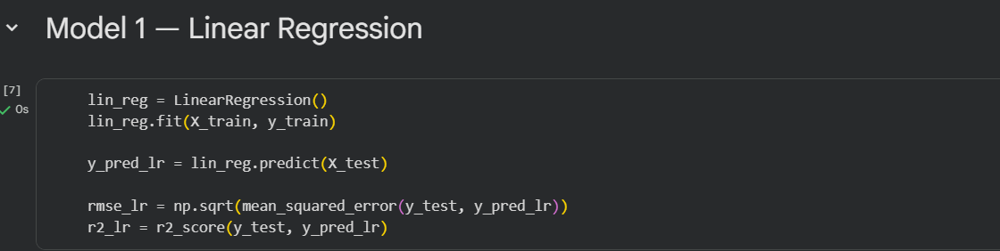 Model 1 — Linear Regression
[7]
0s
lin_reg = LinearRegression()
lin_reg.fit(X_train, y_train)
y_pred_lr = lin_reg.predict(X_test)
rmse_lr = np.sqrt(mean_squared_error(y_test, y_pred_lr))
r2_lr = r2_score(y_test, y_pred_lr)